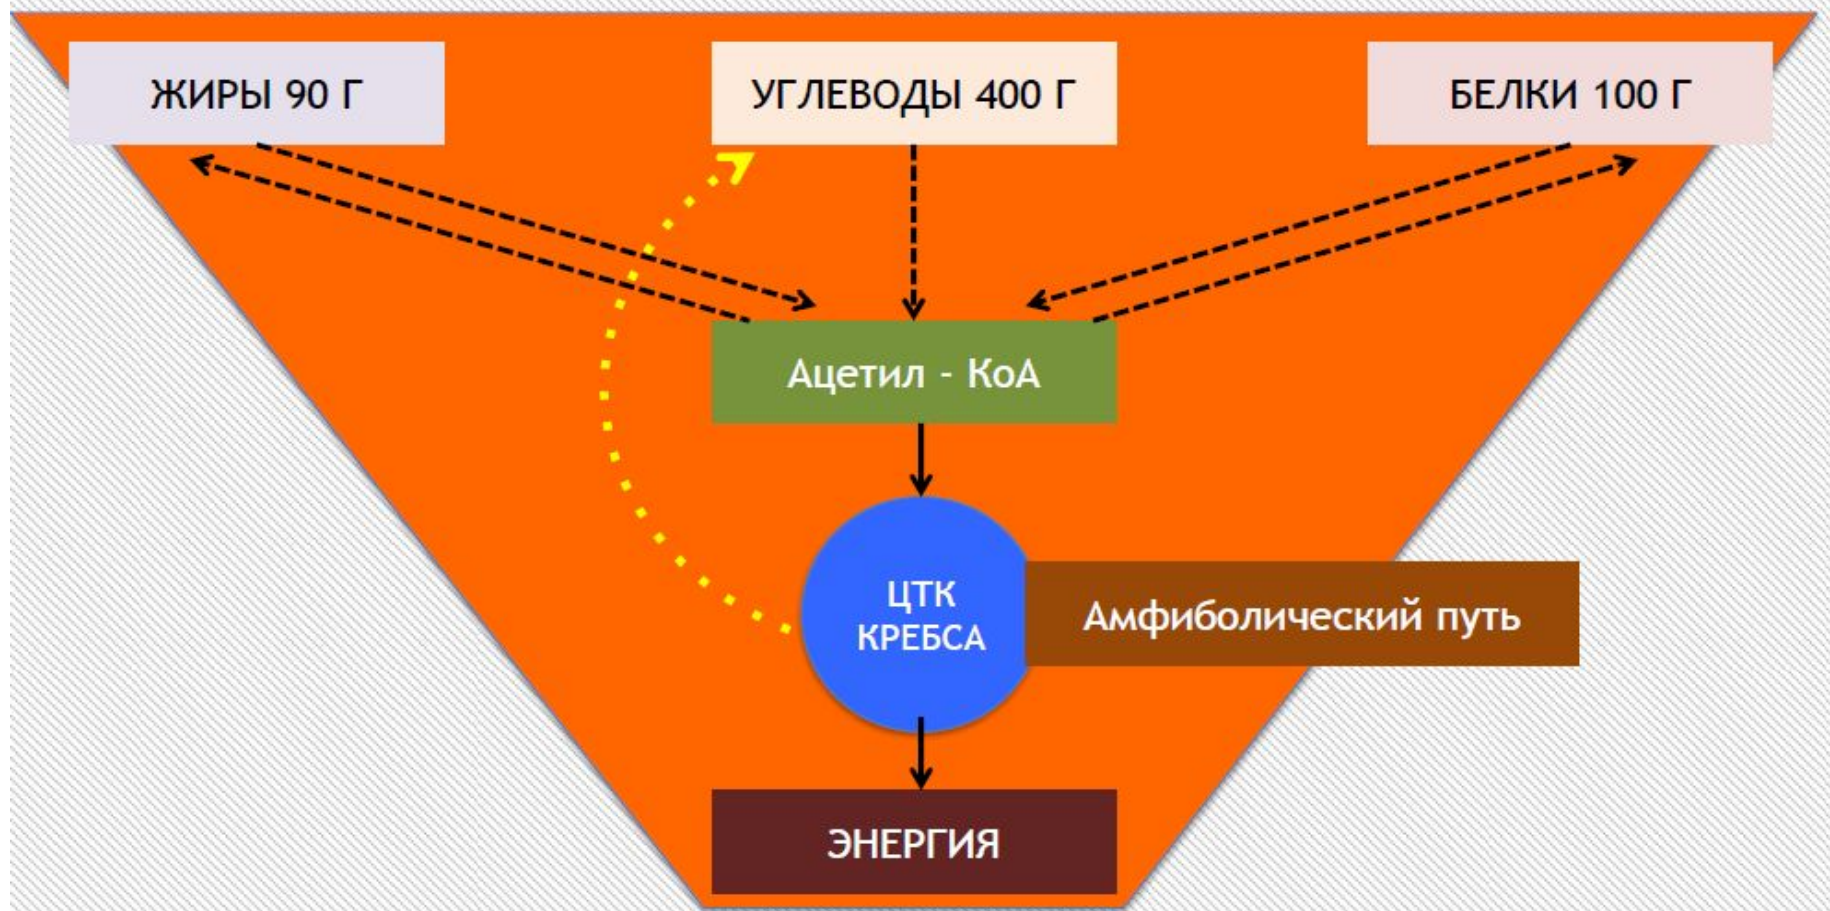 ЖИРЫ 90 Г
УГЛЕВОДЫ 400 Г
БЕЛКИ 100 Г
Ацетил - КоА
ЦТК
КРЕБСА
Амфиболический путь
ЭНЕРГИЯ